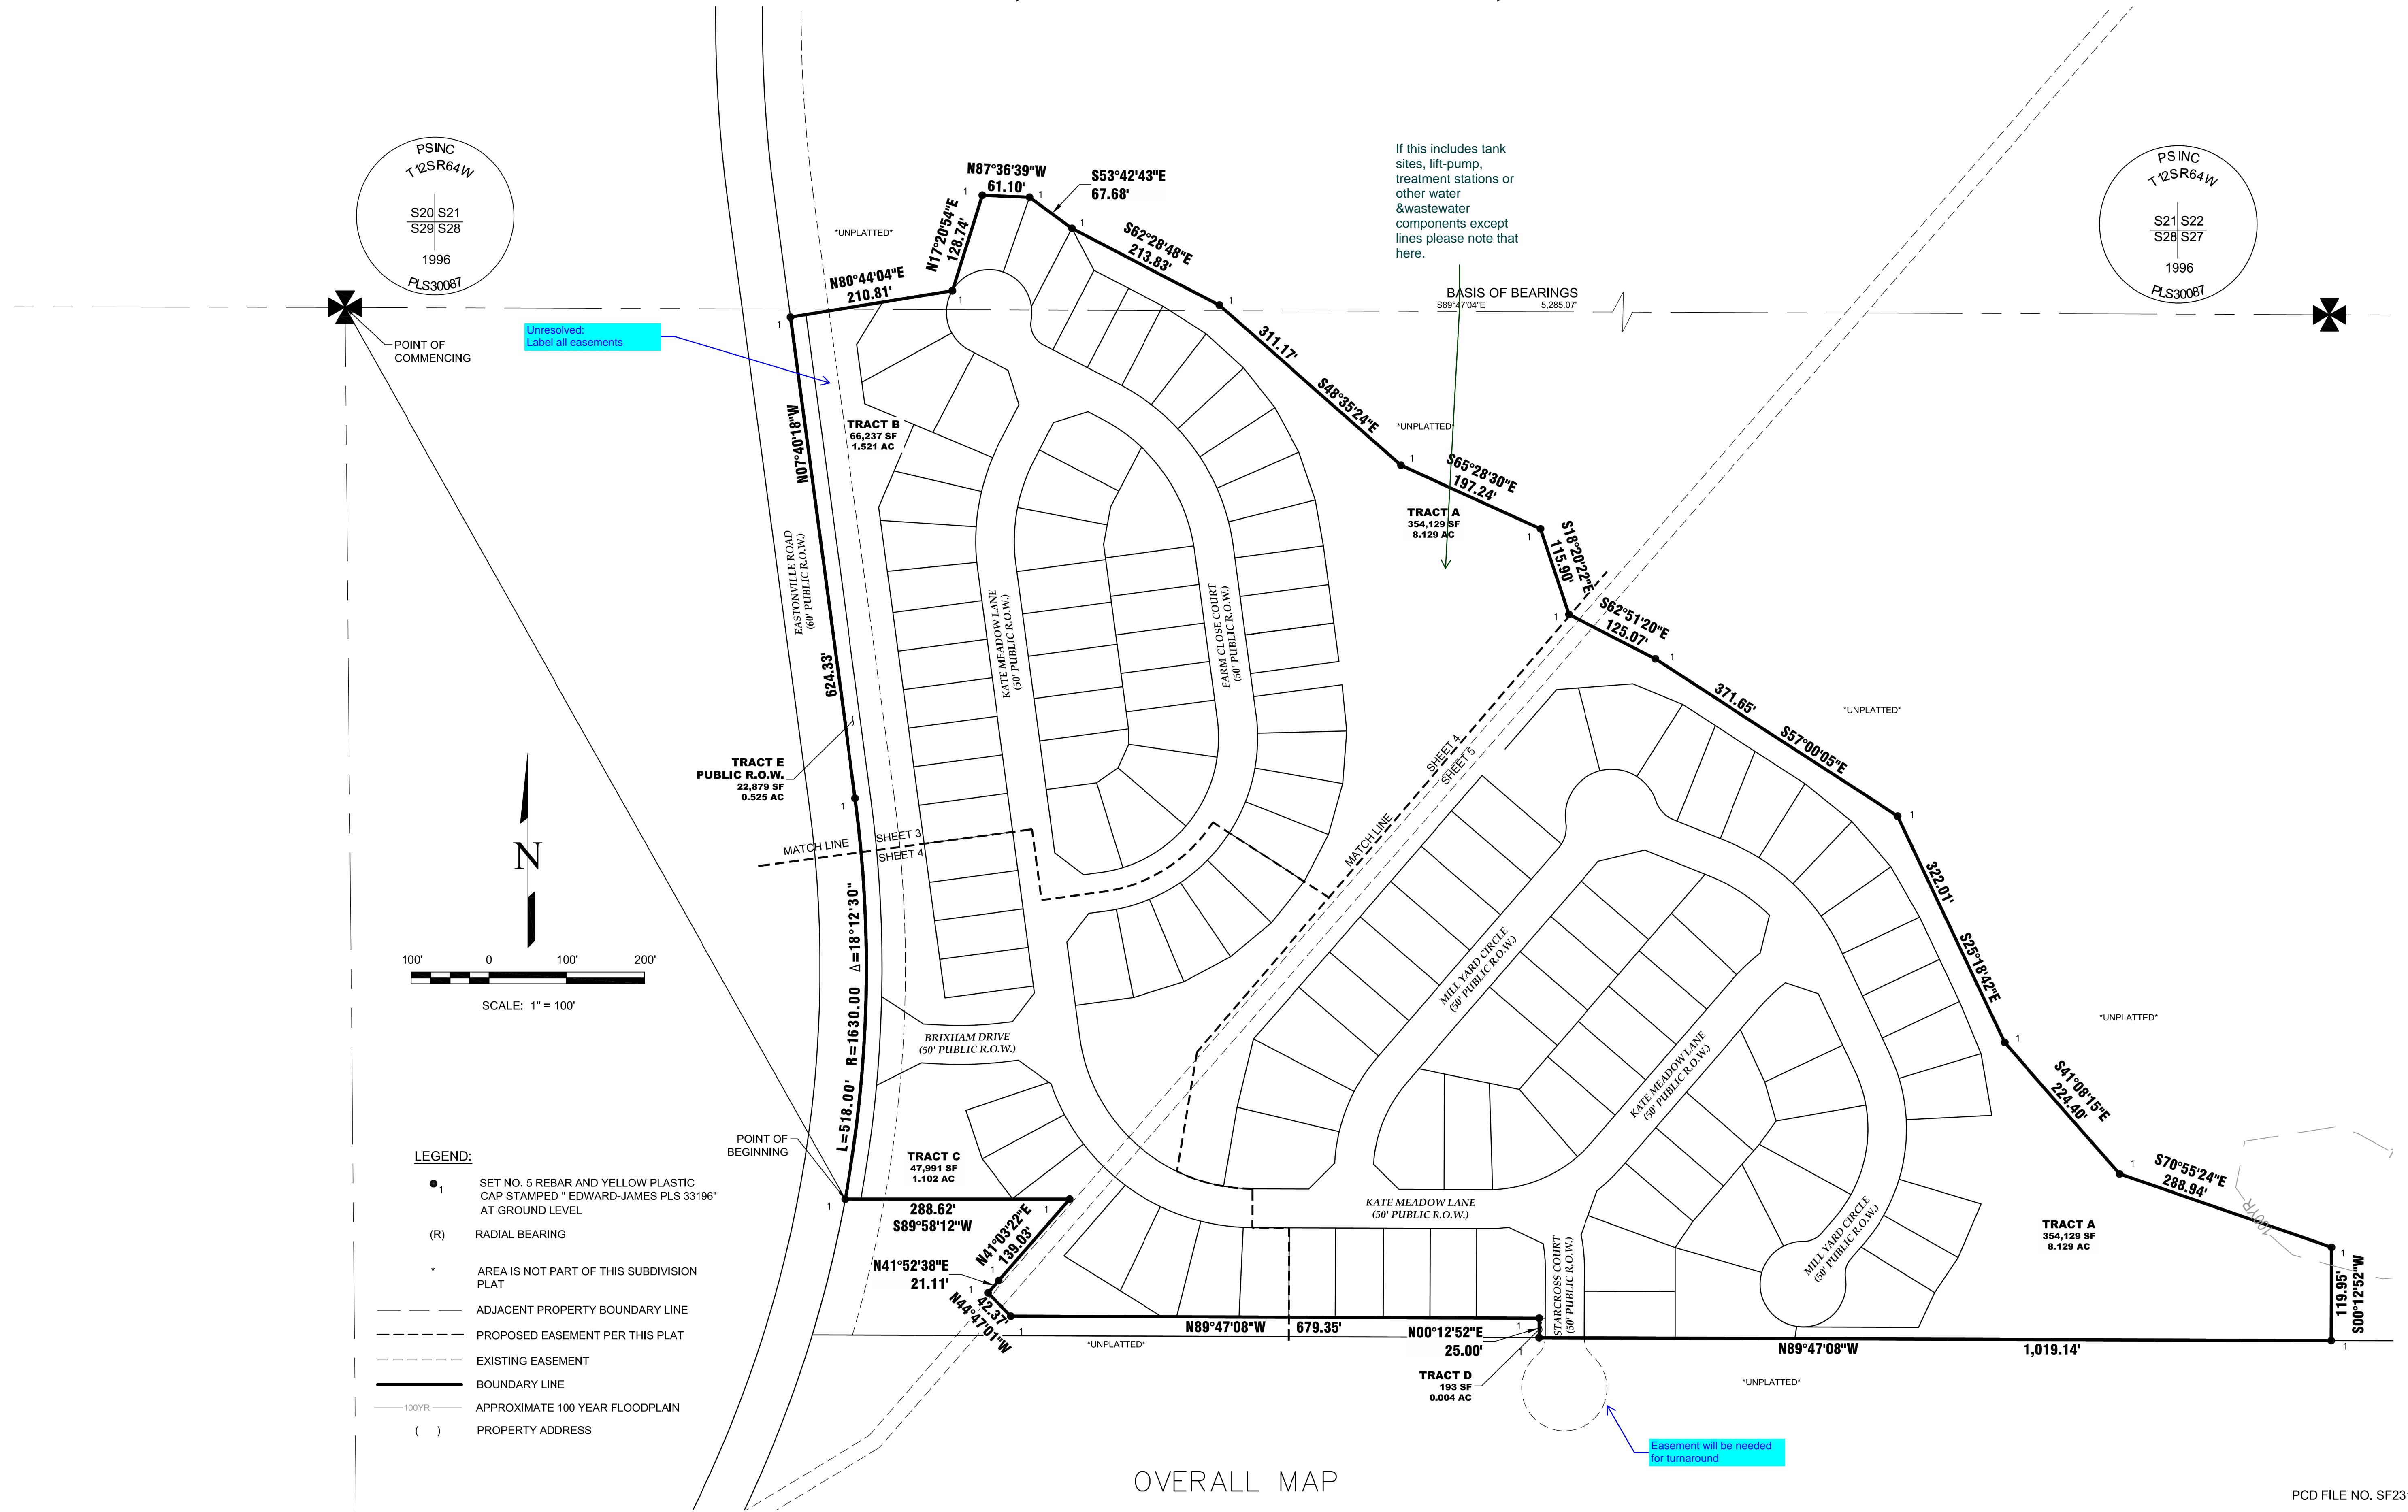 PSINC
T12SR64W
S20 S21
S29 S28
1996
PLS30087
PSINC
T12SR64W
S21 S22
S28 S27
1996
PLS30087
If this includes tank
sites, lift-pump,
treatment stations or
other water
&wastewater
components except
lines please note that
here.
BASIS OF BEARINGS
S89°47'04"E 5,285.07'
POINT OF
COMMENCING
Unresolved:
Label all easements
*UNPLATTED*
N80°44'04"E
210.81'
N17°20'54"E
128.74'
N87°36'39"W
61.10'
S53°42'43"E
67.68'
S62°28'48"E
213.83'
311.17'
S48°35'24"E
*UNPLATTED*
S65°28'30"E
197.24'
TRACT A
354,129 SF
8.129 AC
S18°20'22"E
115.90'
S62°51'20"E
125.07'
371.65'
S57°00'05"E
*UNPLATTED*
322.01'
S25°18'42"E
*UNPLATTED*
S41°08'15"E
224.40'
S70°55'24"E
288.94'
100YR
TRACT A
354,129 SF
8.129 AC
119.95'
S00°12'52"W
TRACT B
66,237 SF
1.521 AC
N07°40'18"W
624.33'
EASTONVILLE ROAD
(60' PUBLIC R.O.W.)
KATE MEADOW LANE
(50' PUBLIC R.O.W.)
FARM CLOSE COURT
(50' PUBLIC R.O.W.)
TRACT E
PUBLIC R.O.W.
22,879 SF
0.525 AC
MATCH LINE
SHEET 3
SHEET 4
MATCH LINE
SHEET 4
SHEET 5
L=518.00' R=1630.00 Δ=18°12'30"
N
100' 0 100' 200'
SCALE: 1" = 100'
BRIXHAM DRIVE
(50' PUBLIC R.O.W.)
MILL YARD CIRCLE
(50' PUBLIC R.O.W.)
KATE MEADOW LANE
(50' PUBLIC R.O.W.)
MILL YARD CIRCLE
(50' PUBLIC R.O.W.)
KATE MEADOW LANE
(50' PUBLIC R.O.W.)
STARCROSS COURT
(50' PUBLIC R.O.W.)
POINT OF
BEGINNING
TRACT C
47,991 SF
1.102 AC
288.62'
S89°58'12"W
N41°03'22"E
139.03'
N41°52'38"E
21.11'
42.37'
N44°47'01"W
N89°47'08"W 679.35'
*UNPLATTED*
N00°12'52"E
25.00'
TRACT D
193 SF
0.004 AC
N89°47'08"W 1,019.14'
*UNPLATTED*
Easement will be needed
for turnaround
LEGEND:
1 SET NO. 5 REBAR AND YELLOW PLASTIC
CAP STAMPED " EDWARD-JAMES PLS 33196"
AT GROUND LEVEL
(R) RADIAL BEARING
* AREA IS NOT PART OF THIS SUBDIVISION
PLAT
ADJACENT PROPERTY BOUNDARY LINE
PROPOSED EASEMENT PER THIS PLAT
EXISTING EASEMENT
BOUNDARY LINE
100YR APPROXIMATE 100 YEAR FLOODPLAIN
( ) PROPERTY ADDRESS
OVERALL MAP
PCD FILE NO. SF23